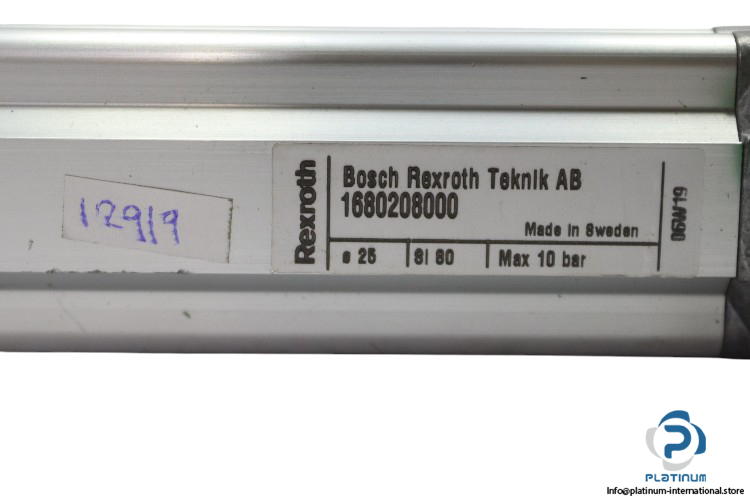 12919
Rexroth
Bosch Rexroth Teknik AB
1680208000
Made in Sweden
ø 25
Sl 80
Max 10 bar
06W19
PLATINUM
Info@platinum-international.store